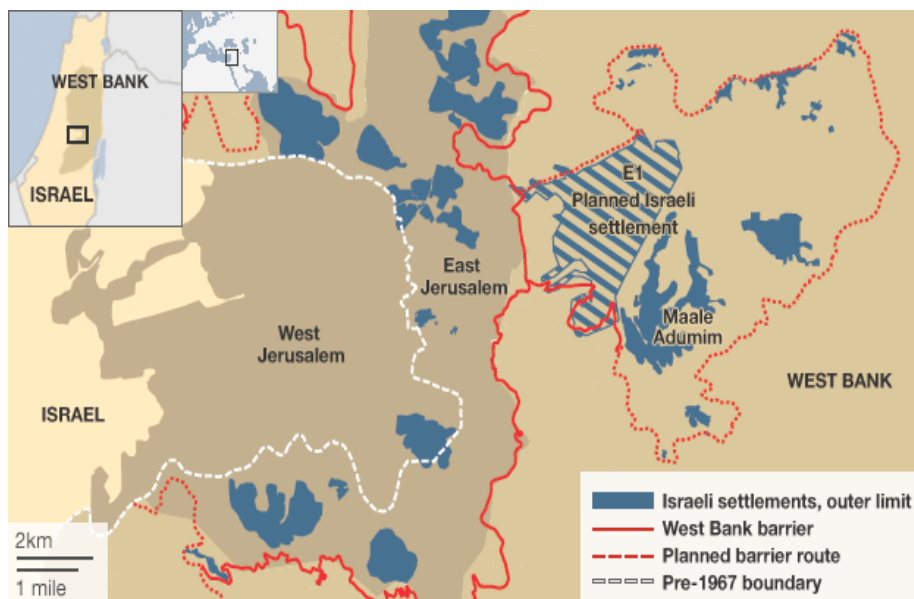 WEST BANK
ISRAEL
E1
Planned Israeli
settlement
East
Jerusalem
West
Jerusalem
Maale
Adumim
WEST BANK
ISRAEL
2km
1 mile
Israeli settlements, outer limit
West Bank barrier
Planned barrier route
Pre-1967 boundary